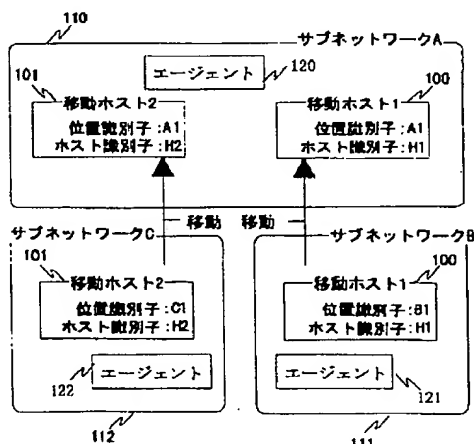 110
サブネットワークA
エージェント
120
101
移動ホスト2
位置識別子:A1
ホスト識別子:H2
100
移動ホスト1
位置識別子:A1
ホスト識別子:H1
移動
移動
サブネットワークC
101
移動ホスト2
位置識別子:C1
ホスト識別子:H2
122
エージェント
112
サブネットワークB
100
移動ホスト1
位置識別子:B1
ホスト識別子:H1
エージェント
121
111